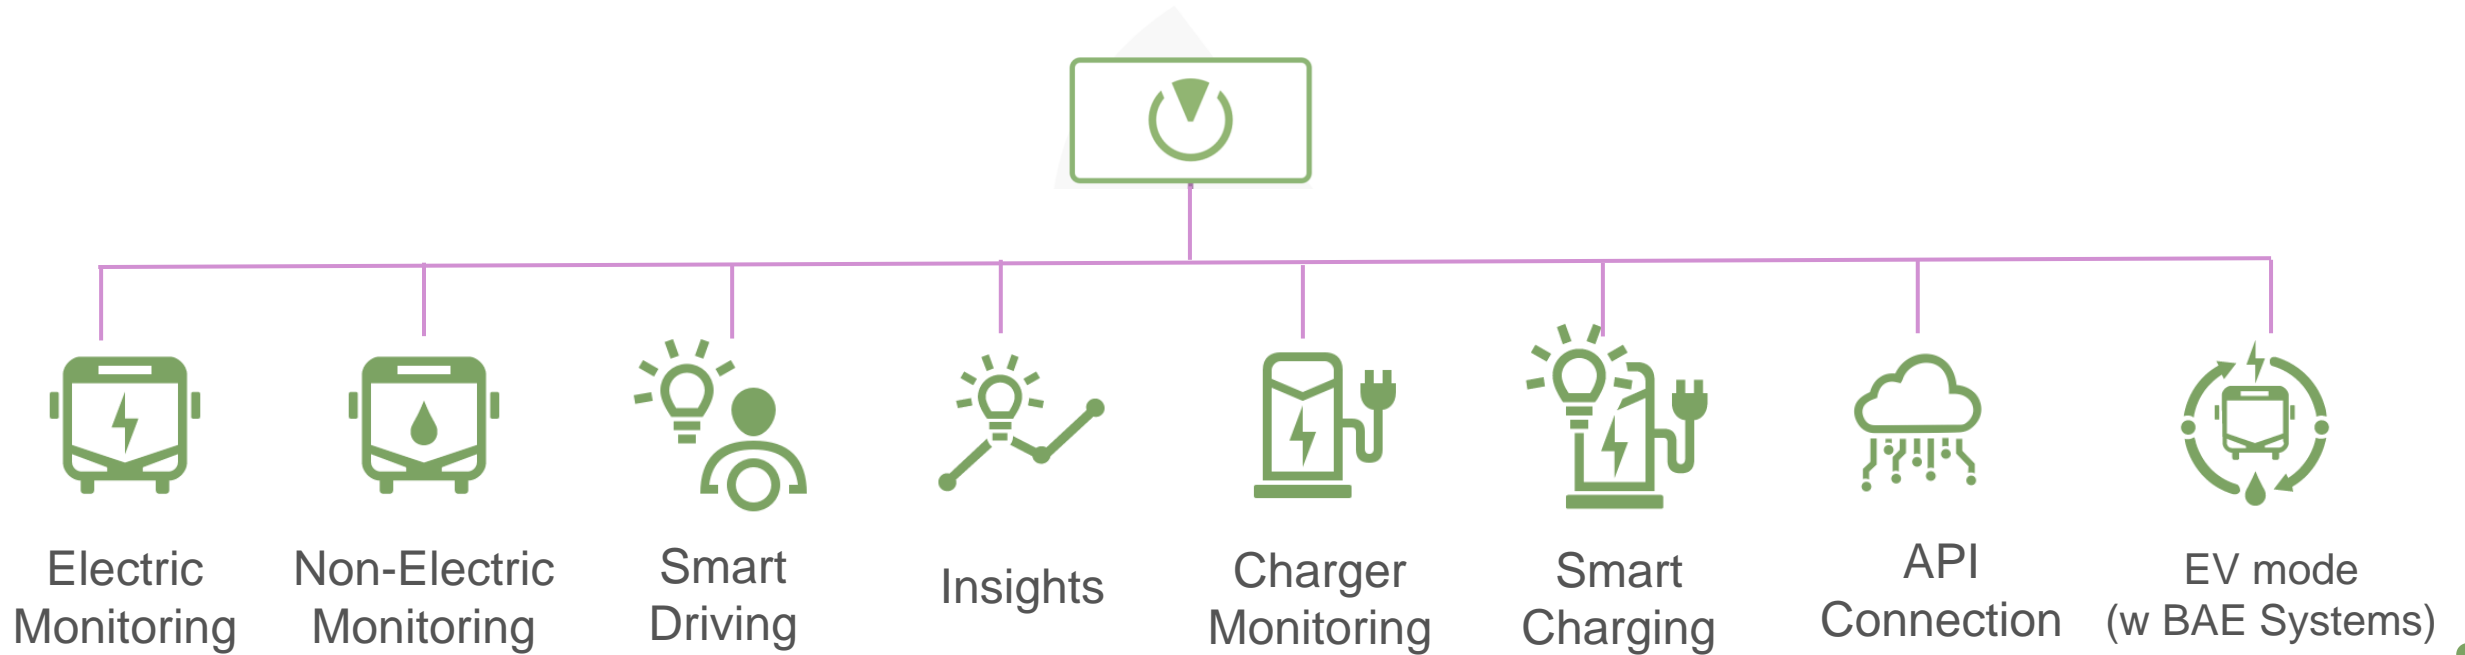 Electric
Monitoring
Non-Electric
Monitoring
Smart
Driving
Insights
Charger
Monitoring
Smart
Charging
API
Connection
EV mode
(w BAE Systems)